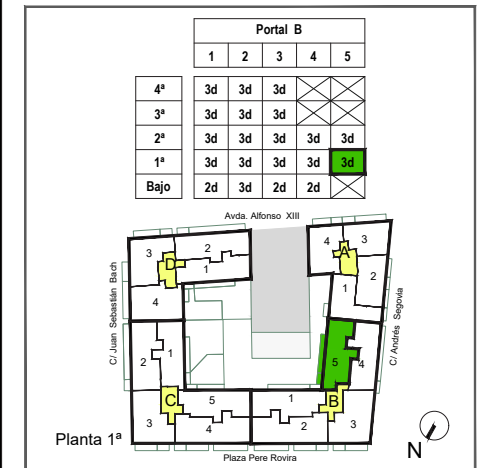 Portal B
1 2 3 4 5
4ª 3d 3d 3d
3ª 3d 3d 3d
2ª 3d 3d 3d 3d 3d
1ª 3d 3d 3d 3d 3d
Bajo 2d 3d 2d 2d
Avda. Alfonso XIII
3 2 4 A 3
D 1 2
4 1
C/ Juan Sebastián Bach
C/ Andrés Segovia
2 1 5 4
C 5 1 B
3 4 2 3
Planta 1ª
Plaza Pere Rovira
N